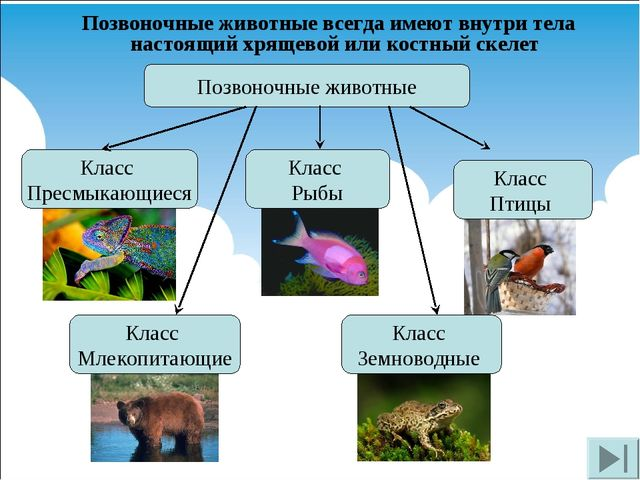 Позвоночные животные всегда имеют внутри тела
настоящий хрящевой или костный скелет
Позвоночные животные
Класс
Пресмыкающиеся
Класс
Рыбы
Класс
Птицы
Класс
Млекопитающие
Класс
Земноводные